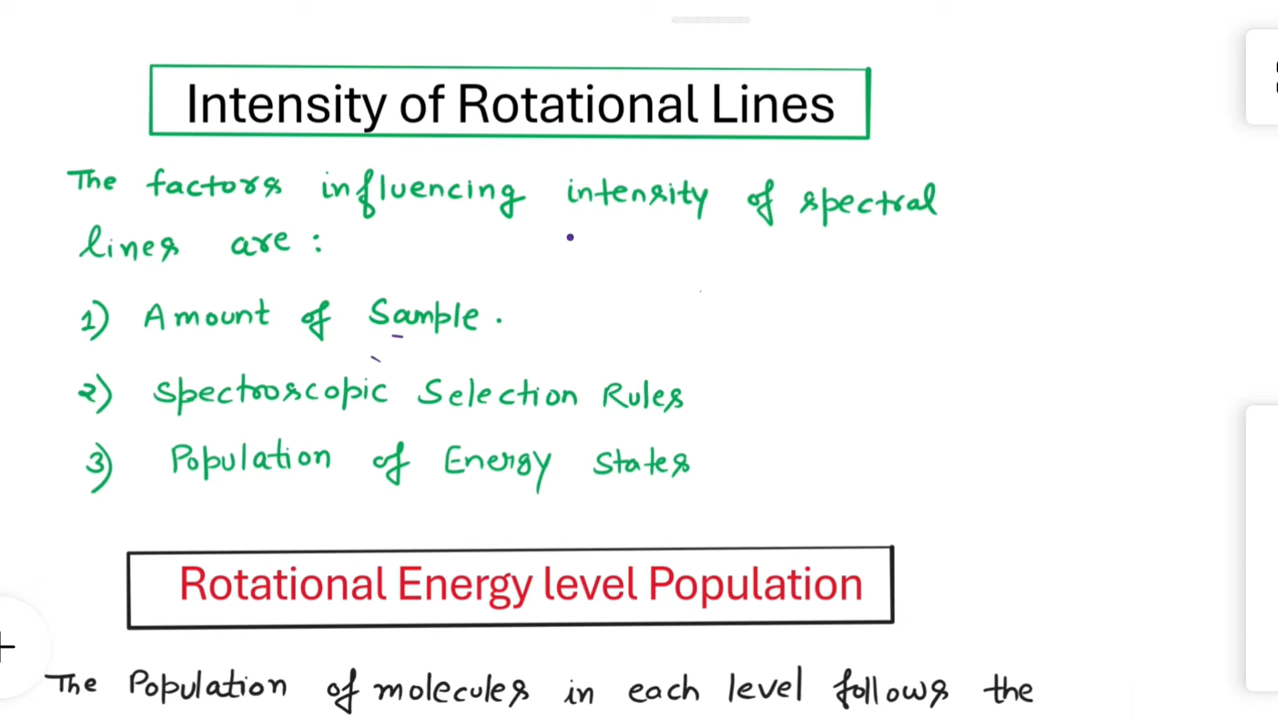 Intensity of Rotational Lines
The factors influencing intensity of spectral
lines are :
1) Amount of Sample .
2) Spectroscopic Selection Rules
3) Population of Energy States
Rotational Energy level Population
The Population of molecules in each level follows the